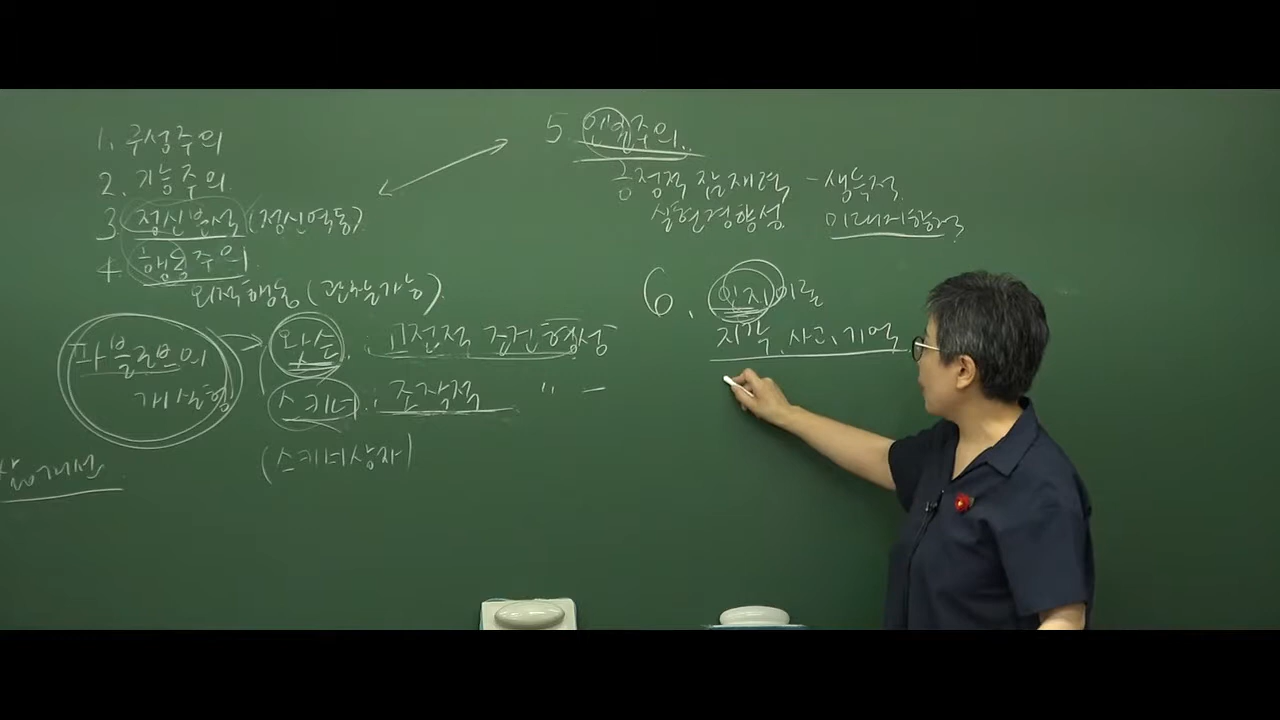 1. 구성주의
2. 기능주의
3. 정신분석 (정신역동)
4. 행동주의
외적행동 (관찰가능)
파블로브의
개실험
왓슨 : 고전적 조건형성
스키너 : 조작적 〃 ー
(스키너상자)
5. 인본주의..
긍정적 잠재력 - 생득적
실현경향성 미래지향적
6. 인지이론
지각, 사고, 기억